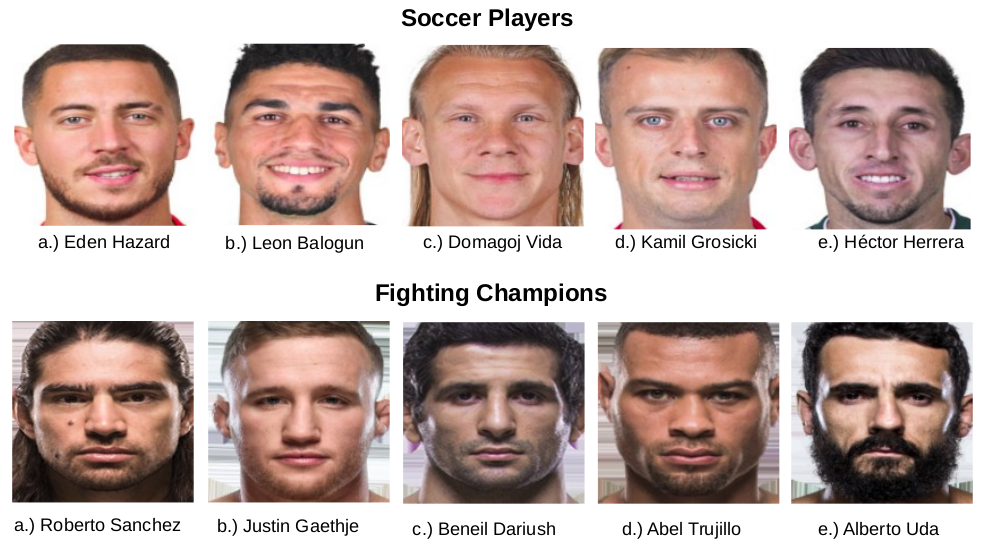 Soccer Players
a.) Eden Hazard
b.) Leon Balogun
c.) Domagoj Vida
d.) Kamil Grosicki
e.) Héctor Herrera
Fighting Champions
a.) Roberto Sanchez
b.) Justin Gaethje
c.) Beneil Dariush
d.) Abel Trujillo
e.) Alberto Uda